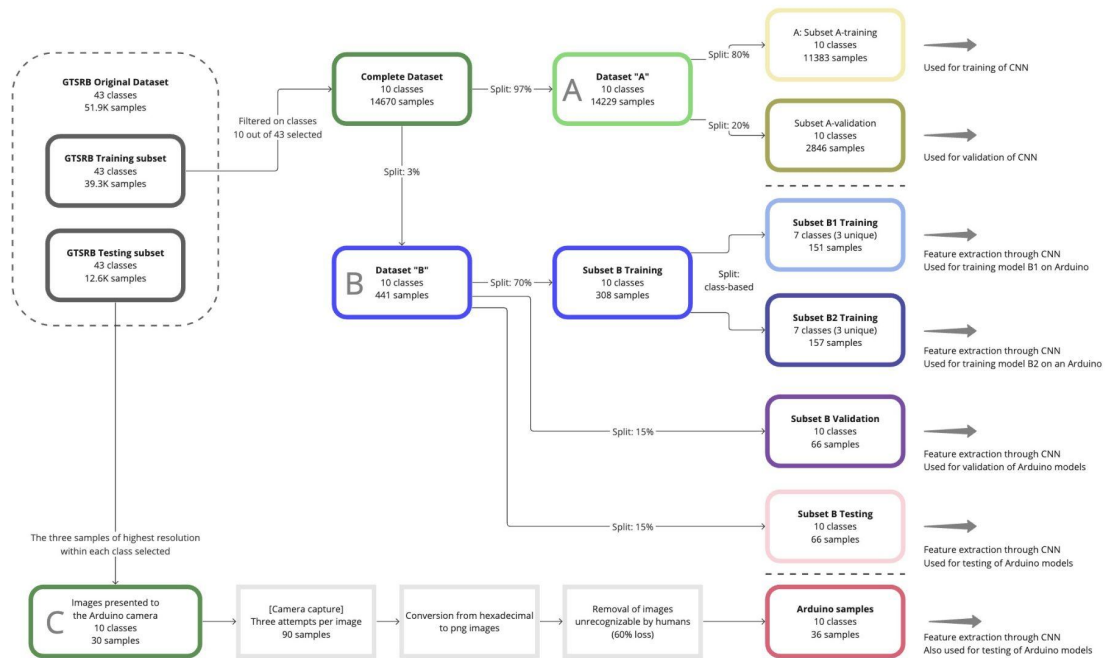 GTSRB Original Dataset
43 classes
51.9K samples
GTSRB Training subset
43 classes
39.3K samples
GTSRB Testing subset
43 classes
12.6K samples
Filtered on classes
10 out of 43 selected
Complete Dataset
10 classes
14670 samples
Split: 97%
Split: 3%
A
Dataset "A"
10 classes
14229 samples
Split: 80%
Split: 20%
A: Subset A-training
10 classes
11383 samples
Used for training of CNN
Subset A-validation
10 classes
2846 samples
Used for validation of CNN
B
Dataset "B"
10 classes
441 samples
Split: 70%
Subset B Training
10 classes
308 samples
Split:
class-based
Subset B1 Training
7 classes (3 unique)
151 samples
Feature extraction through CNN
Used for training model B1 on Arduino
Subset B2 Training
7 classes (3 unique)
157 samples
Feature extraction through CNN
Used for training model B2 on an Arduino
Split: 15%
Subset B Validation
10 classes
66 samples
Feature extraction through CNN
Used for validation of Arduino models
Split: 15%
Subset B Testing
10 classes
66 samples
Feature extraction through CNN
Used for testing of Arduino models
The three samples of highest resolution
within each class selected
C
Images presented to
the Arduino camera
10 classes
30 samples
[Camera capture]
Three attempts per image
90 samples
Conversion from hexadecimal
to png images
Removal of images
unrecognizable by humans
(60% loss)
Arduino samples
10 classes
36 samples
Feature extraction through CNN
Also used for testing of Arduino models